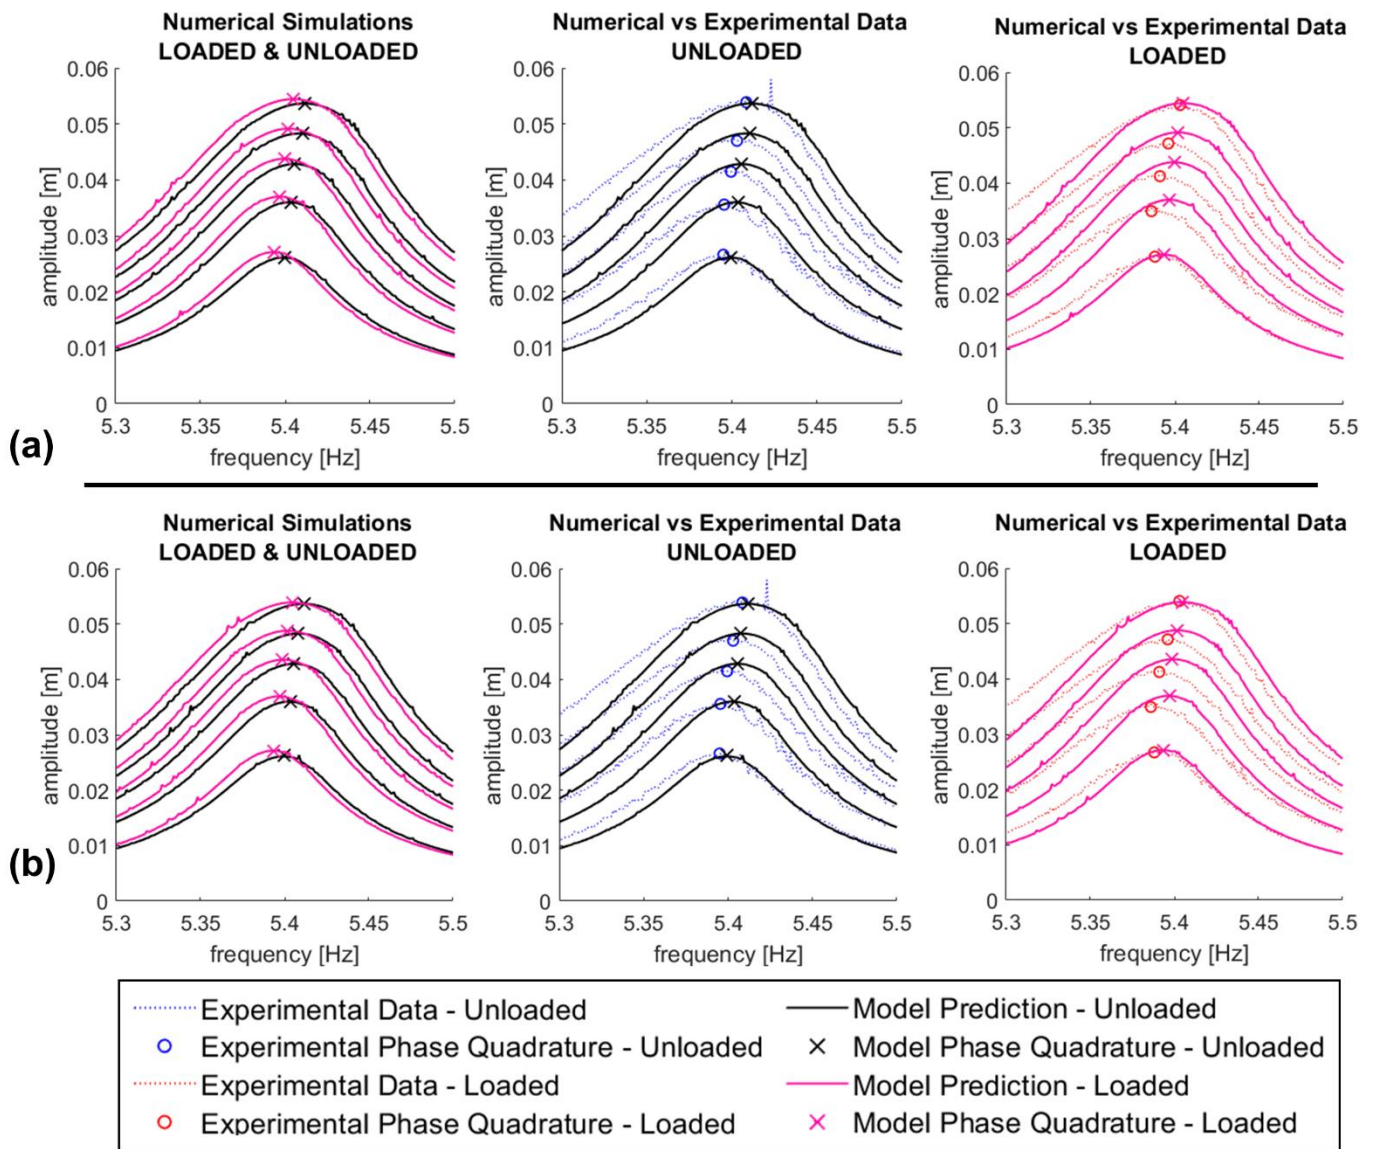 Numerical Simulations
LOADED & UNLOADED
Numerical vs Experimental Data
UNLOADED
Numerical vs Experimental Data
LOADED
amplitude [m]
0.06
0.05
0.04
0.03
0.02
0.01
0
5.3 5.35 5.4 5.45 5.5
frequency [Hz]
amplitude [m]
0.06
0.05
0.04
0.03
0.02
0.01
0
5.3 5.35 5.4 5.45 5.5
frequency [Hz]
amplitude [m]
0.06
0.05
0.04
0.03
0.02
0.01
0
5.3 5.35 5.4 5.45 5.5
frequency [Hz]
(a)
Numerical Simulations
LOADED & UNLOADED
Numerical vs Experimental Data
UNLOADED
Numerical vs Experimental Data
LOADED
amplitude [m]
0.06
0.05
0.04
0.03
0.02
0.01
0
5.3 5.35 5.4 5.45 5.5
frequency [Hz]
amplitude [m]
0.06
0.05
0.04
0.03
0.02
0.01
0
5.3 5.35 5.4 5.45 5.5
frequency [Hz]
amplitude [m]
0.06
0.05
0.04
0.03
0.02
0.01
0
5.3 5.35 5.4 5.45 5.5
frequency [Hz]
(b)
Experimental Data - Unloaded
Experimental Phase Quadrature - Unloaded
Experimental Data - Loaded
Experimental Phase Quadrature - Loaded
Model Prediction - Unloaded
Model Phase Quadrature - Unloaded
Model Prediction - Loaded
Model Phase Quadrature - Loaded